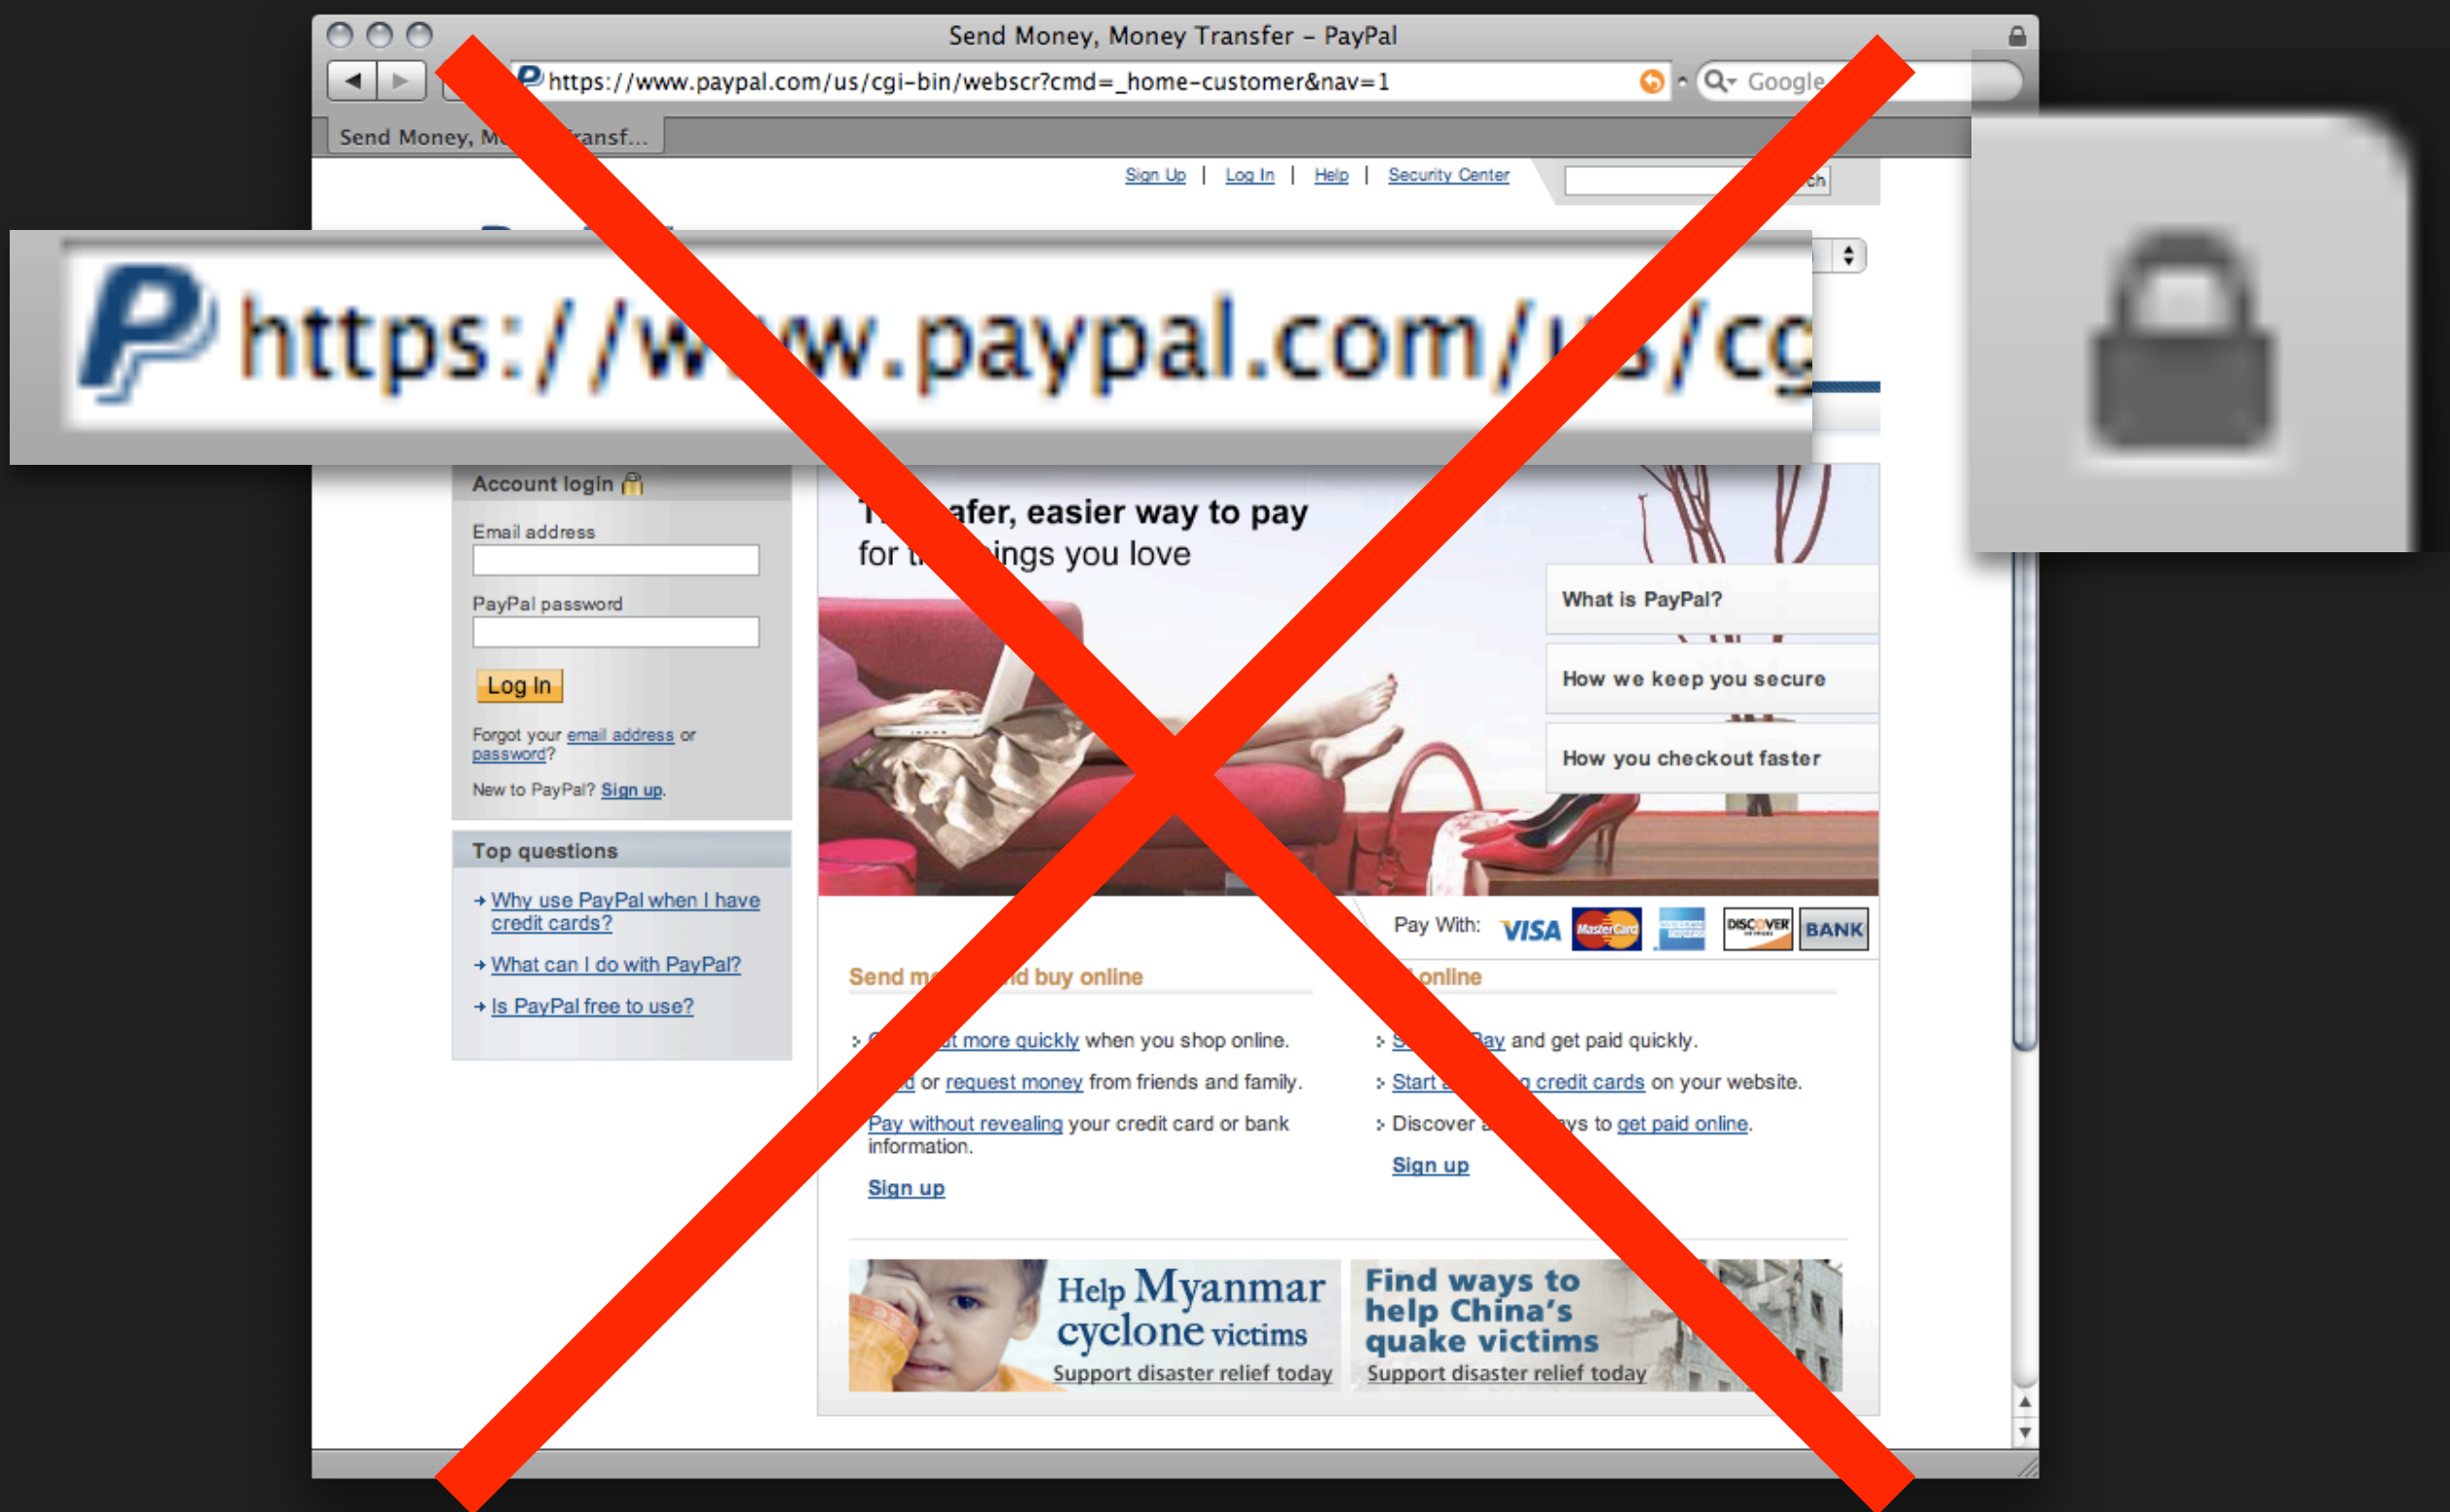 Send Money, Money Transfer – PayPal
https://www.paypal.com/us/cgi-bin/webscr?cmd=_home-customer&nav=1
Google
Send Money,
Sign Up | Log In | Help | Security Center
https://www.paypal.com/us/cg
Account login
Email address
PayPal password
Log In
Forgot your email address or
password?
New to PayPal? Sign up.
Top questions
Why use PayPal when I have
credit cards?
What can I do with PayPal?
Is PayPal free to use?
safer, easier way to pay
for things you love
What is PayPal?
How we keep you secure
How you checkout faster
Pay With: VISA MasterCard DISCOVER BANK
Send buy online
online
more quickly when you shop online.
or request money from friends and family.
Pay without revealing your credit card or bank
information.
Sign up
and get paid quickly.
Start credit cards on your website.
Discover to get paid online.
Sign up
Help Myanmar
cyclone victims
Support disaster relief today
Find ways to
help China's
quake victims
Support disaster relief today